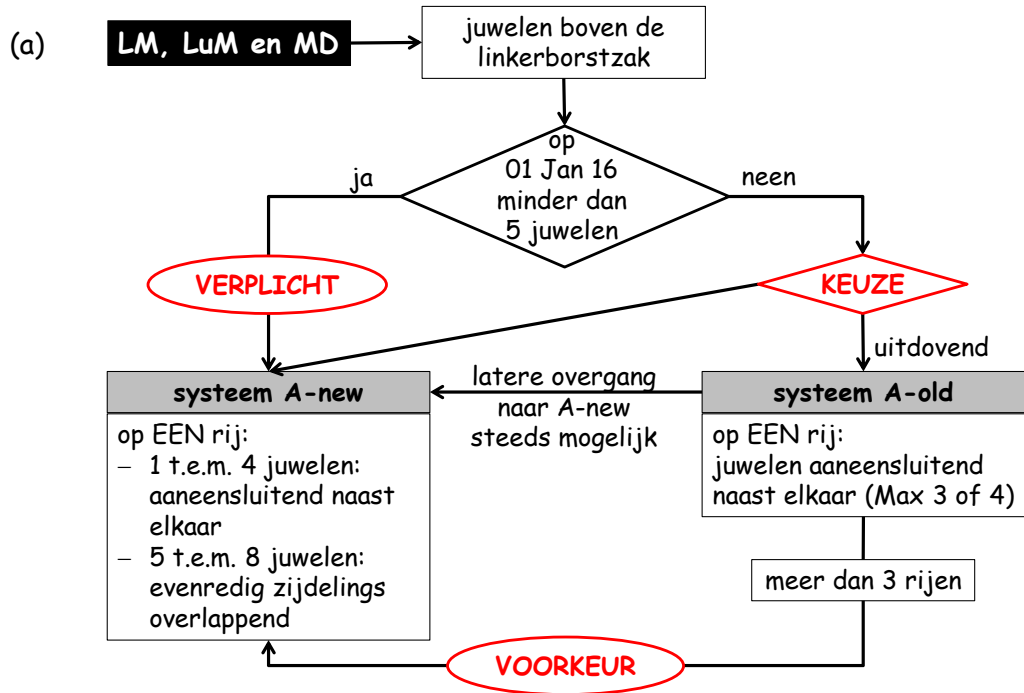 (a)
LM, LuM en MD
juwelen boven de
linkerborstzak
op
01 Jan 16
minder dan
5 juwelen
ja
neen
VERPLICHT
KEUZE
uitdovend
systeem A-new
op EEN rij:
– 1 t.e.m. 4 juwelen:
aaneensluitend naast
elkaar
– 5 t.e.m. 8 juwelen:
evenredig zijdelings
overlappend
latere overgang
naar A-new
steeds mogelijk
systeem A-old
op EEN rij:
juwelen aaneensluitend
naast elkaar (Max 3 of 4)
meer dan 3 rijen
VOORKEUR